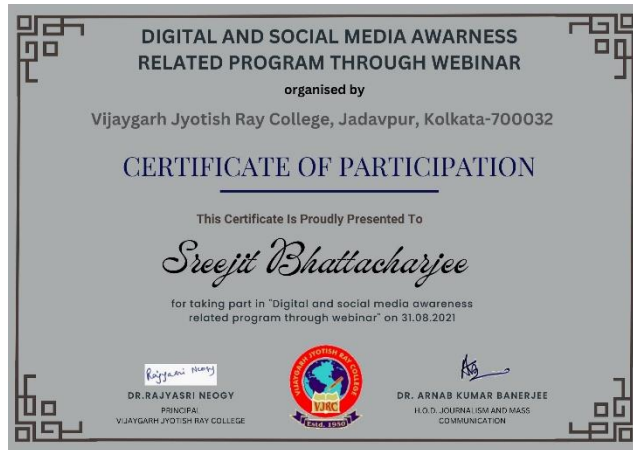 DIGITAL AND SOCIAL MEDIA AWARNESS
RELATED PROGRAM THROUGH WEBINAR
organised by
Vijaygarh Jyotish Ray College, Jadavpur, Kolkata-700032
CERTIFICATE OF PARTICIPATION
This Certificate Is Proudly Presented To
Sreejit Bhattacharjee
for taking part in "Digital and social media awareness
related program through webinar" on 31.08.2021
Rajyasri Neogy
DR.RAJYASRI NEOGY
PRINCIPAL
VIJAYGARH JYOTISH RAY COLLEGE
VIJAYGARH JYOTISH RAY COLLEGE
VJRC
Estd. 1950
DR. ARNAB KUMAR BANERJEE
H.O.D. JOURNALISM AND MASS
COMMUNICATION